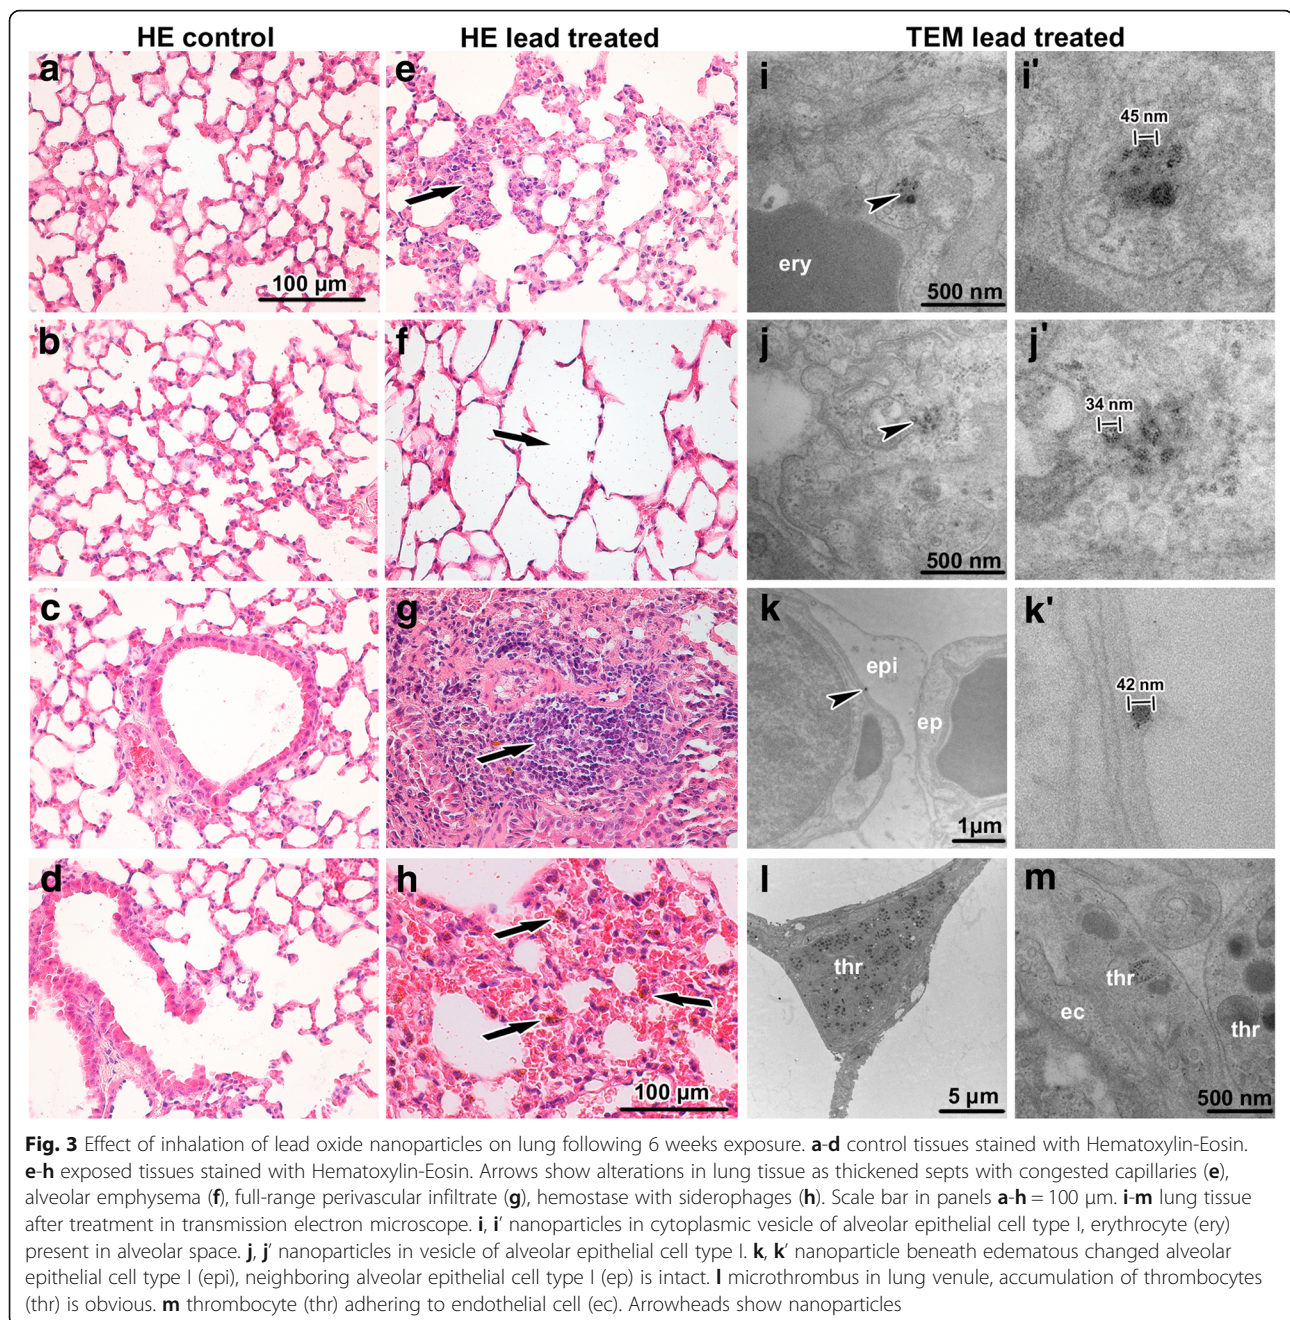 HE control HE lead treated TEM lead treated
a e i i'
45 nm
ery
100 µm 500 nm
b f j j'
34 nm
500 nm
c g k k'
epi
42 nm
ep
1µm
d h l m
thr thr
ec
thr
100 µm 5 µm 500 nm
Fig. 3 Effect of inhalation of lead oxide nanoparticles on lung following 6 weeks exposure. a-d control tissues stained with Hematoxylin-Eosin.
e-h exposed tissues stained with Hematoxylin-Eosin. Arrows show alterations in lung tissue as thickened septs with congested capillaries (e),
alveolar emphysema (f), full-range perivascular infiltrate (g), hemostase with siderophages (h). Scale bar in panels a-h = 100 µm. i-m lung tissue
after treatment in transmission electron microscope. i, i′ nanoparticles in cytoplasmic vesicle of alveolar epithelial cell type I, erythrocyte (ery)
present in alveolar space. j, j′ nanoparticles in vesicle of alveolar epithelial cell type I. k, k′ nanoparticle beneath edematous changed alveolar
epithelial cell type I (epi), neighboring alveolar epithelial cell type I (ep) is intact. l microthrombus in lung venule, accumulation of thrombocytes
(thr) is obvious. m thrombocyte (thr) adhering to endothelial cell (ec). Arrowheads show nanoparticles